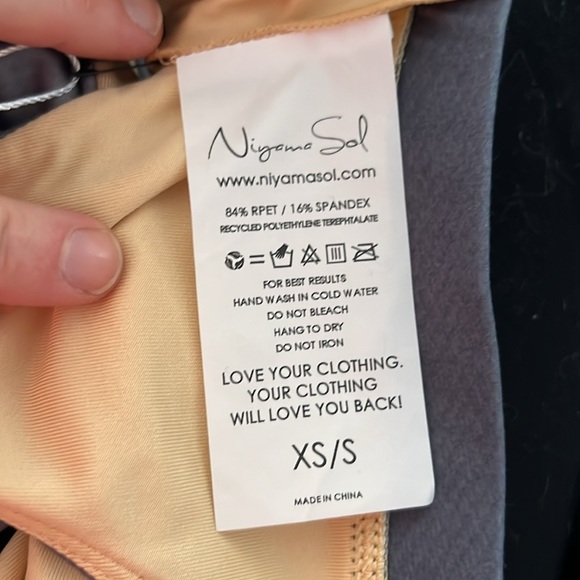 Niyama Sol
www.niyamasol.com
84% RPET / 16% SPANDEX
RECYCLED POLYETHYLENE TEREPHTALATE
=
FOR BEST RESULTS
HAND WASH IN COLD WATER
DO NOT BLEACH
HANG TO DRY
DO NOT IRON
LOVE YOUR CLOTHING.
YOUR CLOTHING
WILL LOVE YOU BACK!
XS/S
MADE IN CHINA